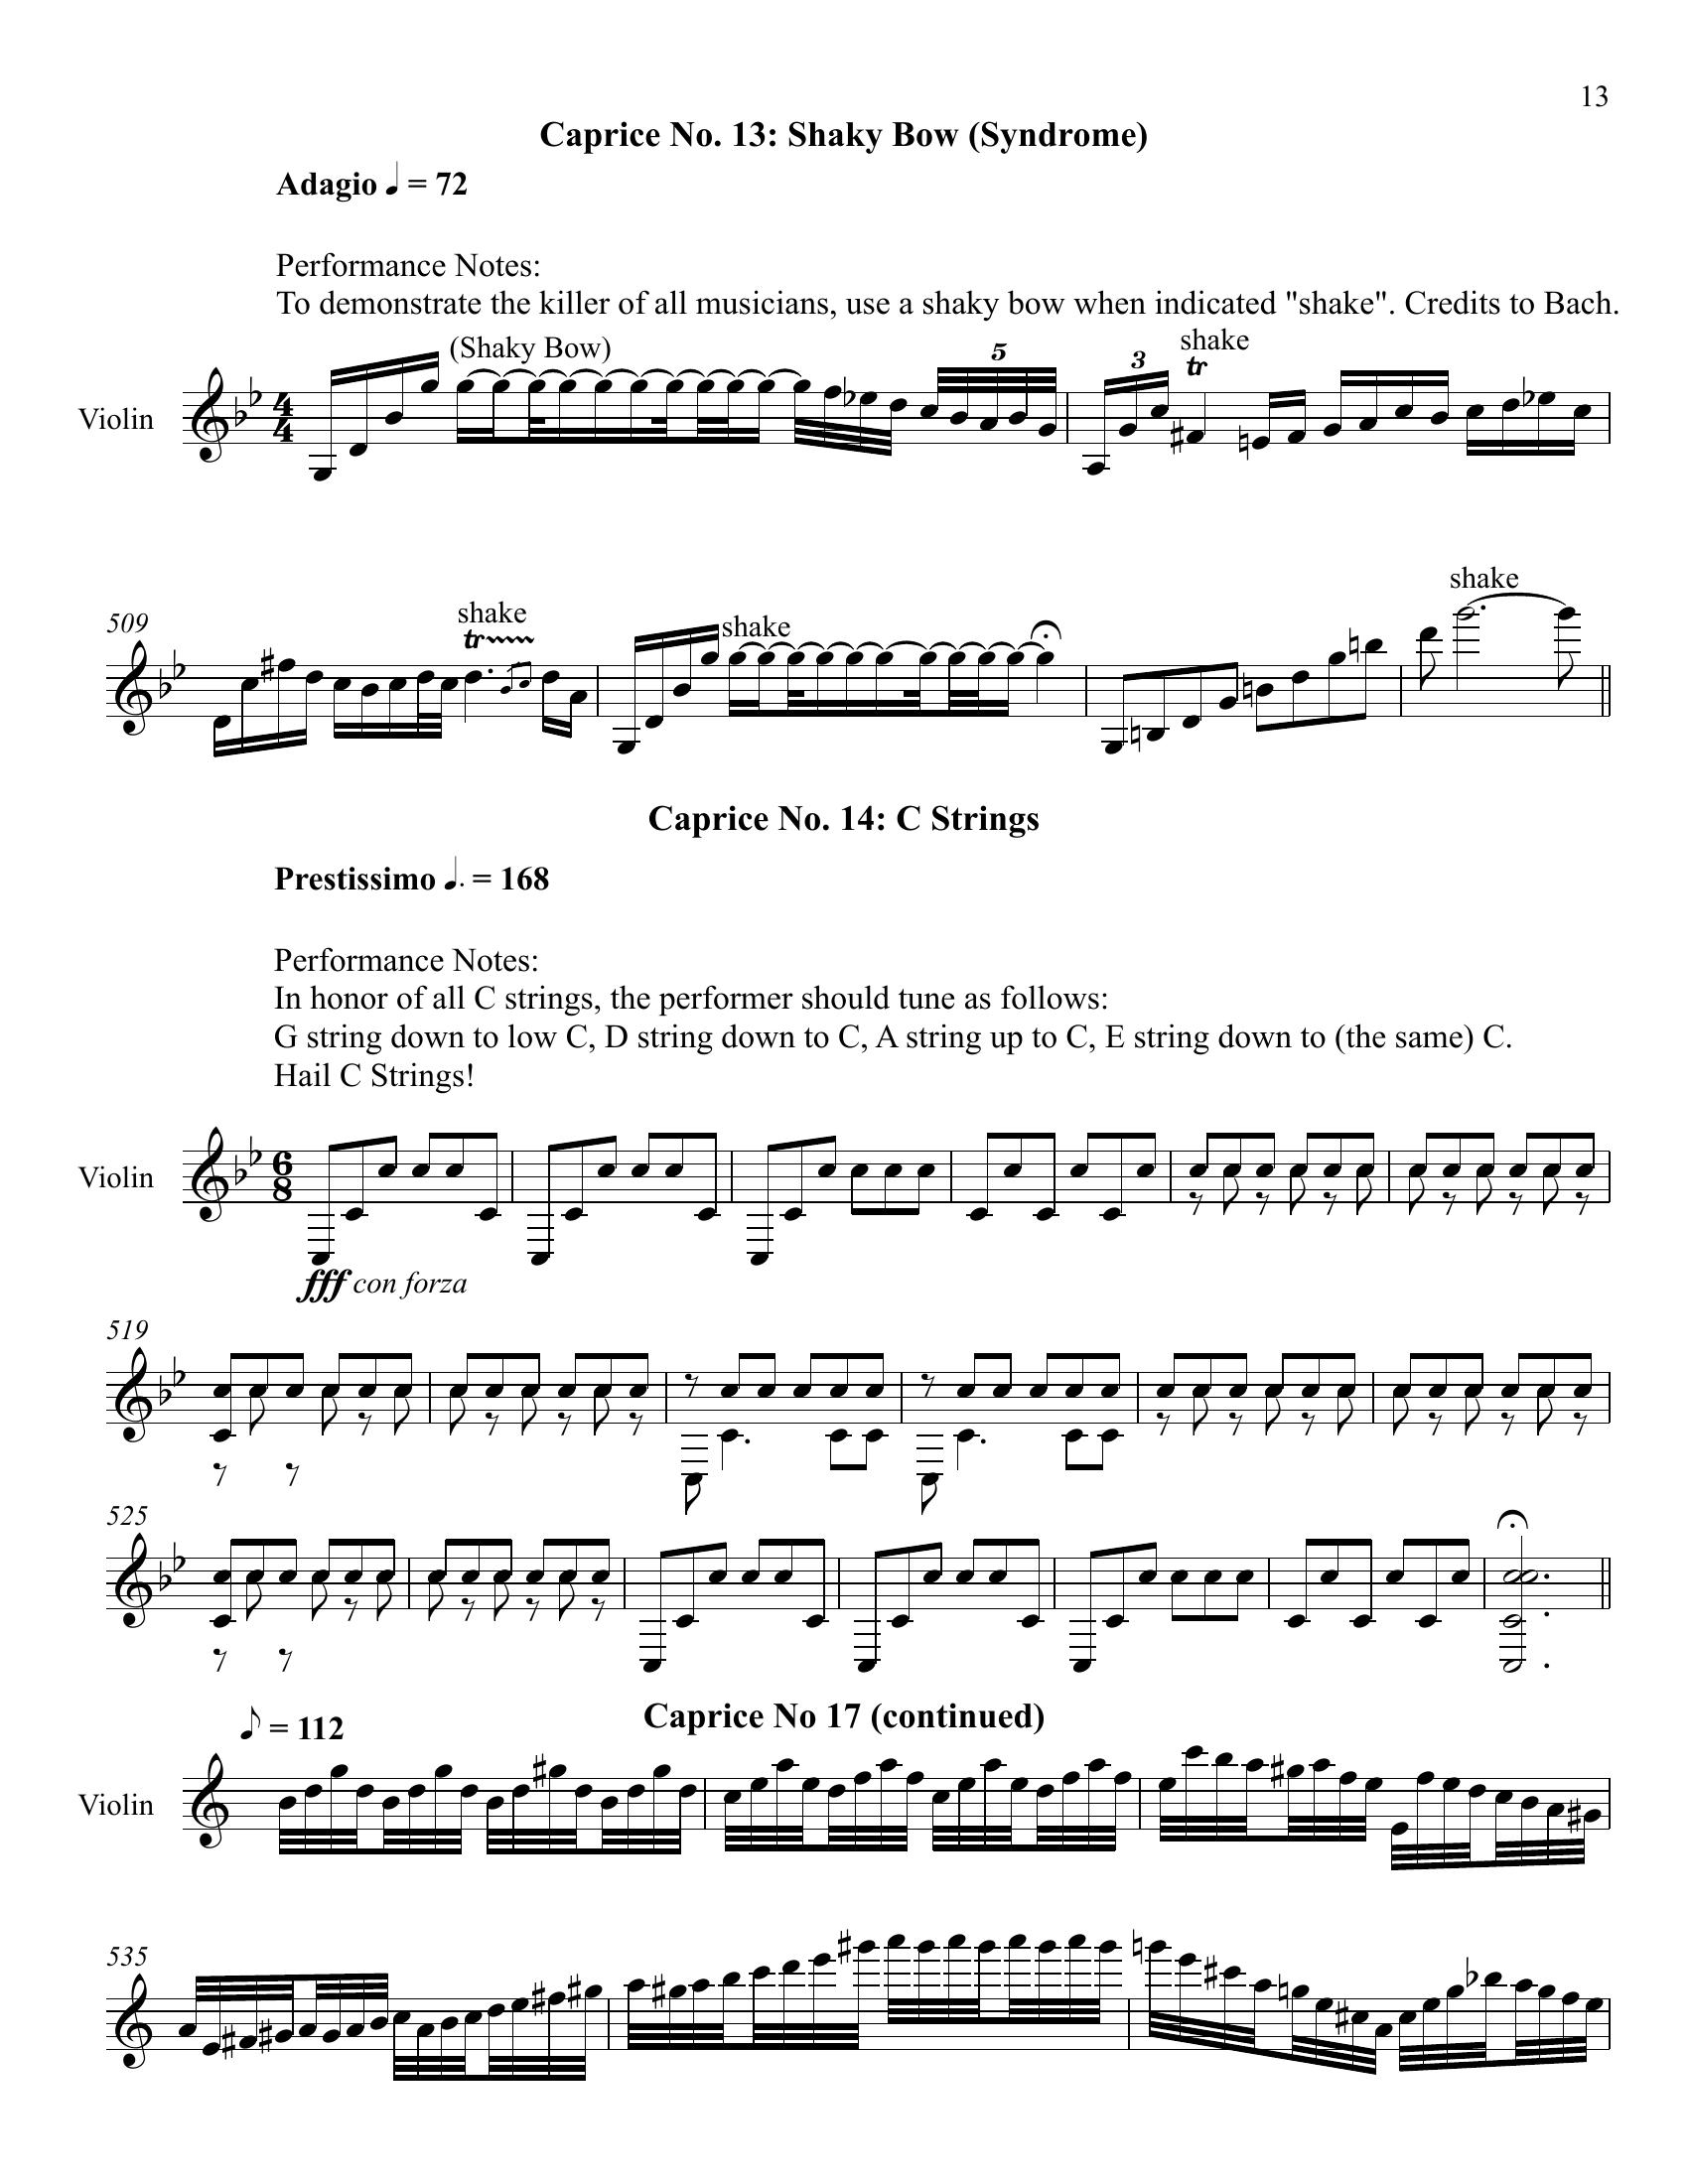 13
Caprice No. 13: Shaky Bow (Syndrome)
Adagio ♩ = 72
Performance Notes:
To demonstrate the killer of all musicians, use a shaky bow when indicated "shake". Credits to Bach.
(Shaky Bow)
shake
tr
5
3
Violin
4
4
509
shake
tr
shake
shake
Caprice No. 14: C Strings
Prestissimo ♩. = 168
Performance Notes:
In honor of all C strings, the performer should tune as follows:
G string down to low C, D string down to C, A string up to C, E string down to (the same) C.
Hail C Strings!
Violin
6
8
fff con forza
519
525
Caprice No 17 (continued)
♪ = 112
Violin
535